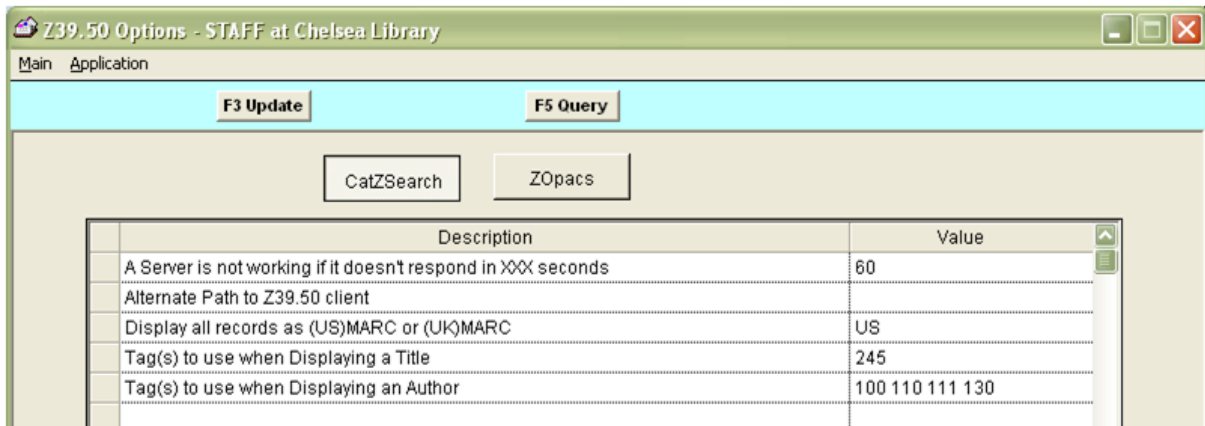 Z39.50 Options - STAFF at Chelsea Library
Main Application
F3 Update F5 Query
CatZSearch ZOpacs
Description Value
A Server is not working if it doesn't respond in XXX seconds 60
Alternate Path to Z39.50 client
Display all records as (US)MARC or (UK)MARC US
Tag(s) to use when Displaying a Title 245
Tag(s) to use when Displaying an Author 100 110 111 130